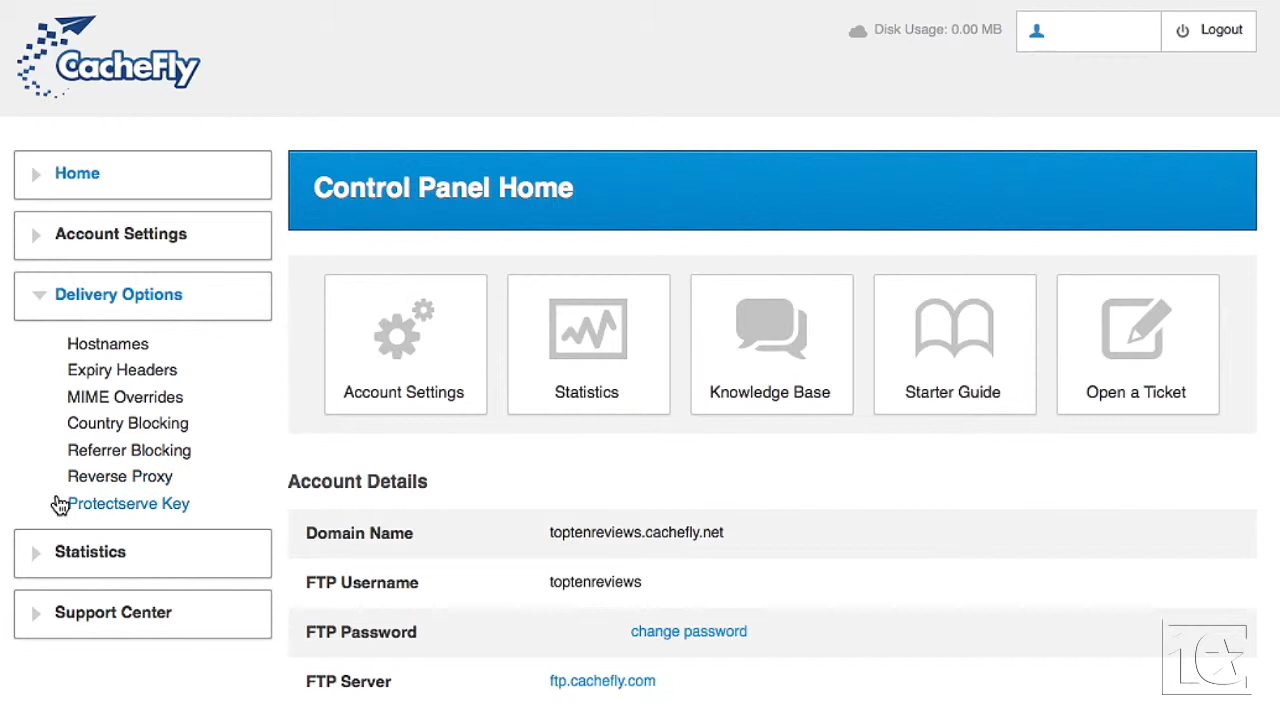 CacheFly
Disk Usage: 0.00 MB
Logout
Home
Account Settings
Delivery Options
Hostnames
Expiry Headers
MIME Overrides
Country Blocking
Referrer Blocking
Reverse Proxy
Protectserve Key
Statistics
Support Center
Control Panel Home
Account Settings
Statistics
Knowledge Base
Starter Guide
Open a Ticket
Account Details
Domain Name toptenreviews.cachefly.net
FTP Username toptenreviews
FTP Password change password
FTP Server ftp.cachefly.com